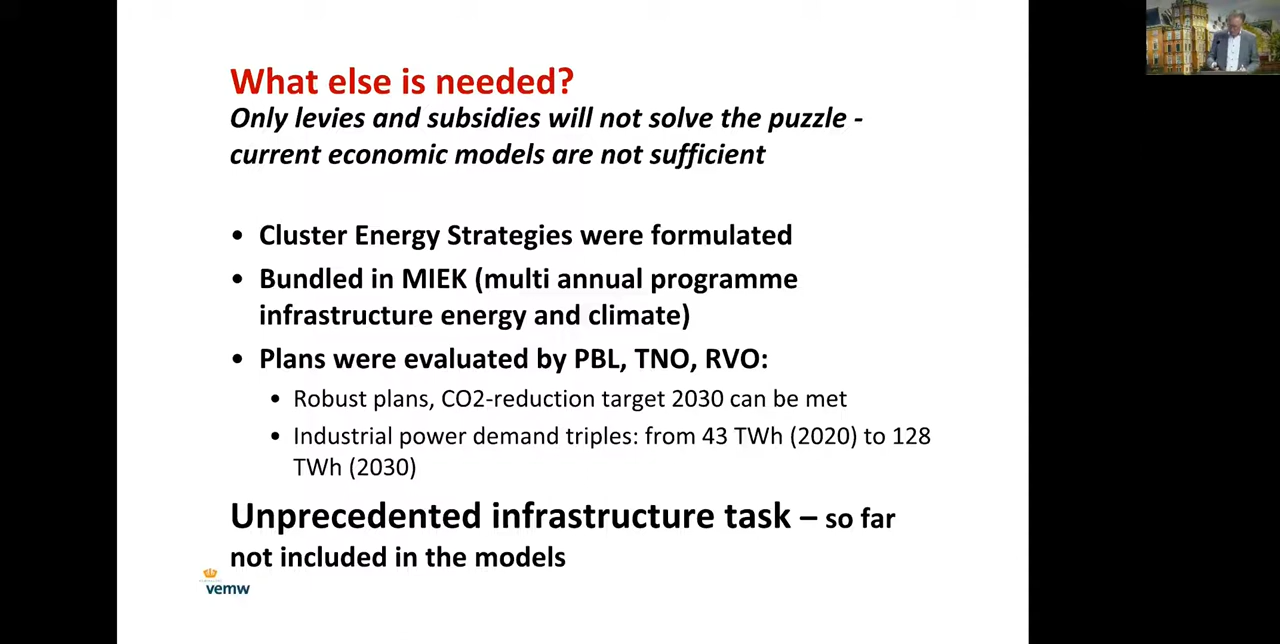 What else is needed?
Only levies and subsidies will not solve the puzzle -
current economic models are not sufficient
• Cluster Energy Strategies were formulated
• Bundled in MIEK (multi annual programme
infrastructure energy and climate)
• Plans were evaluated by PBL, TNO, RVO:
• Robust plans, CO2-reduction target 2030 can be met
• Industrial power demand triples: from 43 TWh (2020) to 128
TWh (2030)
Unprecedented infrastructure task – so far
not included in the models
vemw